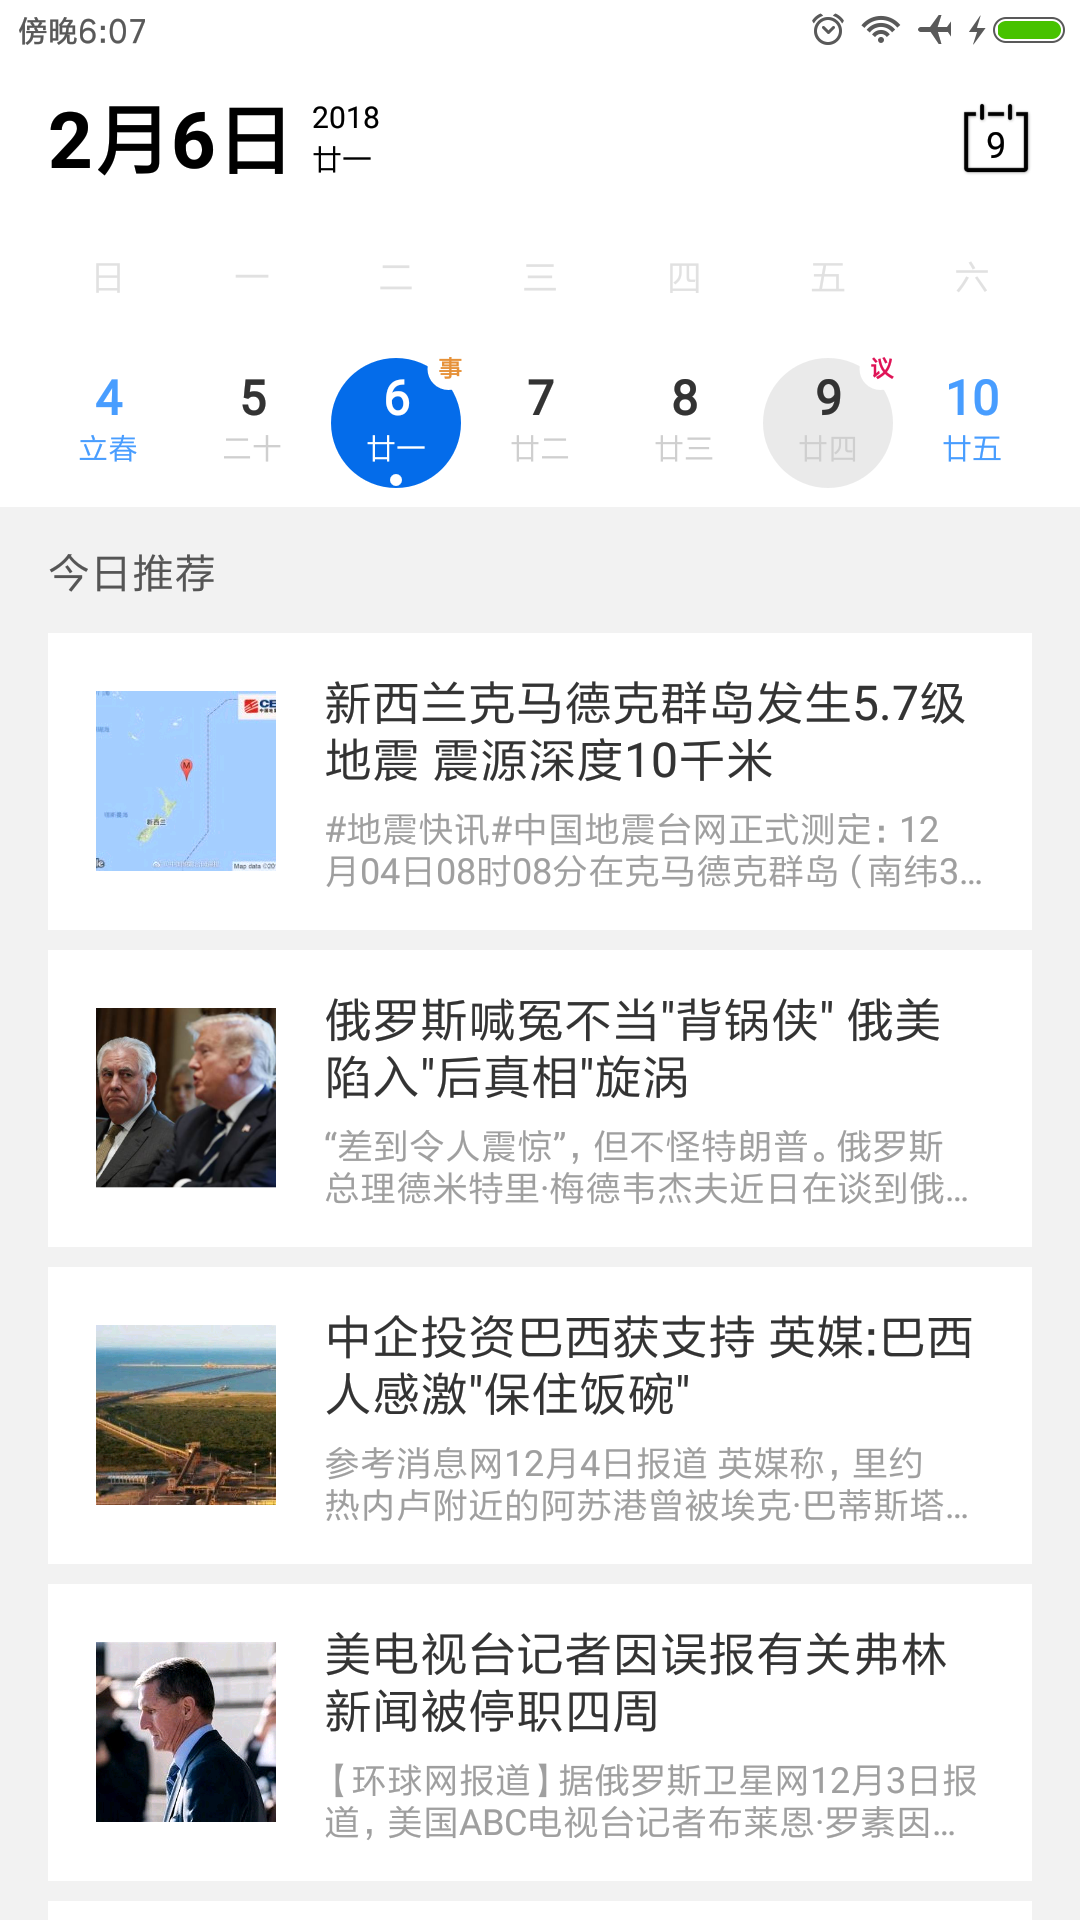 傍晚6:07
2月6日
2018
廿一
9
日 一 二 三 四 五 六
事 议
4 5 6 7 8 9 10
立春 二十 廿一 廿二 廿三 廿四 廿五
今日推荐
新西兰克马德克群岛发生5.7级
地震 震源深度10千米
#地震快讯#中国地震台网正式测定：12
月04日08时08分在克马德克群岛（南纬3...
新西兰
M
Map data ©20
俄罗斯喊冤不当"背锅侠" 俄美
陷入"后真相"旋涡
“差到令人震惊”，但不怪特朗普。俄罗斯
总理德米特里·梅德韦杰夫近日在谈到俄...
中企投资巴西获支持 英媒:巴西
人感激"保住饭碗"
参考消息网12月4日报道 英媒称，里约
热内卢附近的阿苏港曾被埃克·巴蒂斯塔...
美电视台记者因误报有关弗林
新闻被停职四周
【环球网报道】据俄罗斯卫星网12月3日报
道，美国ABC电视台记者布莱恩·罗素因...